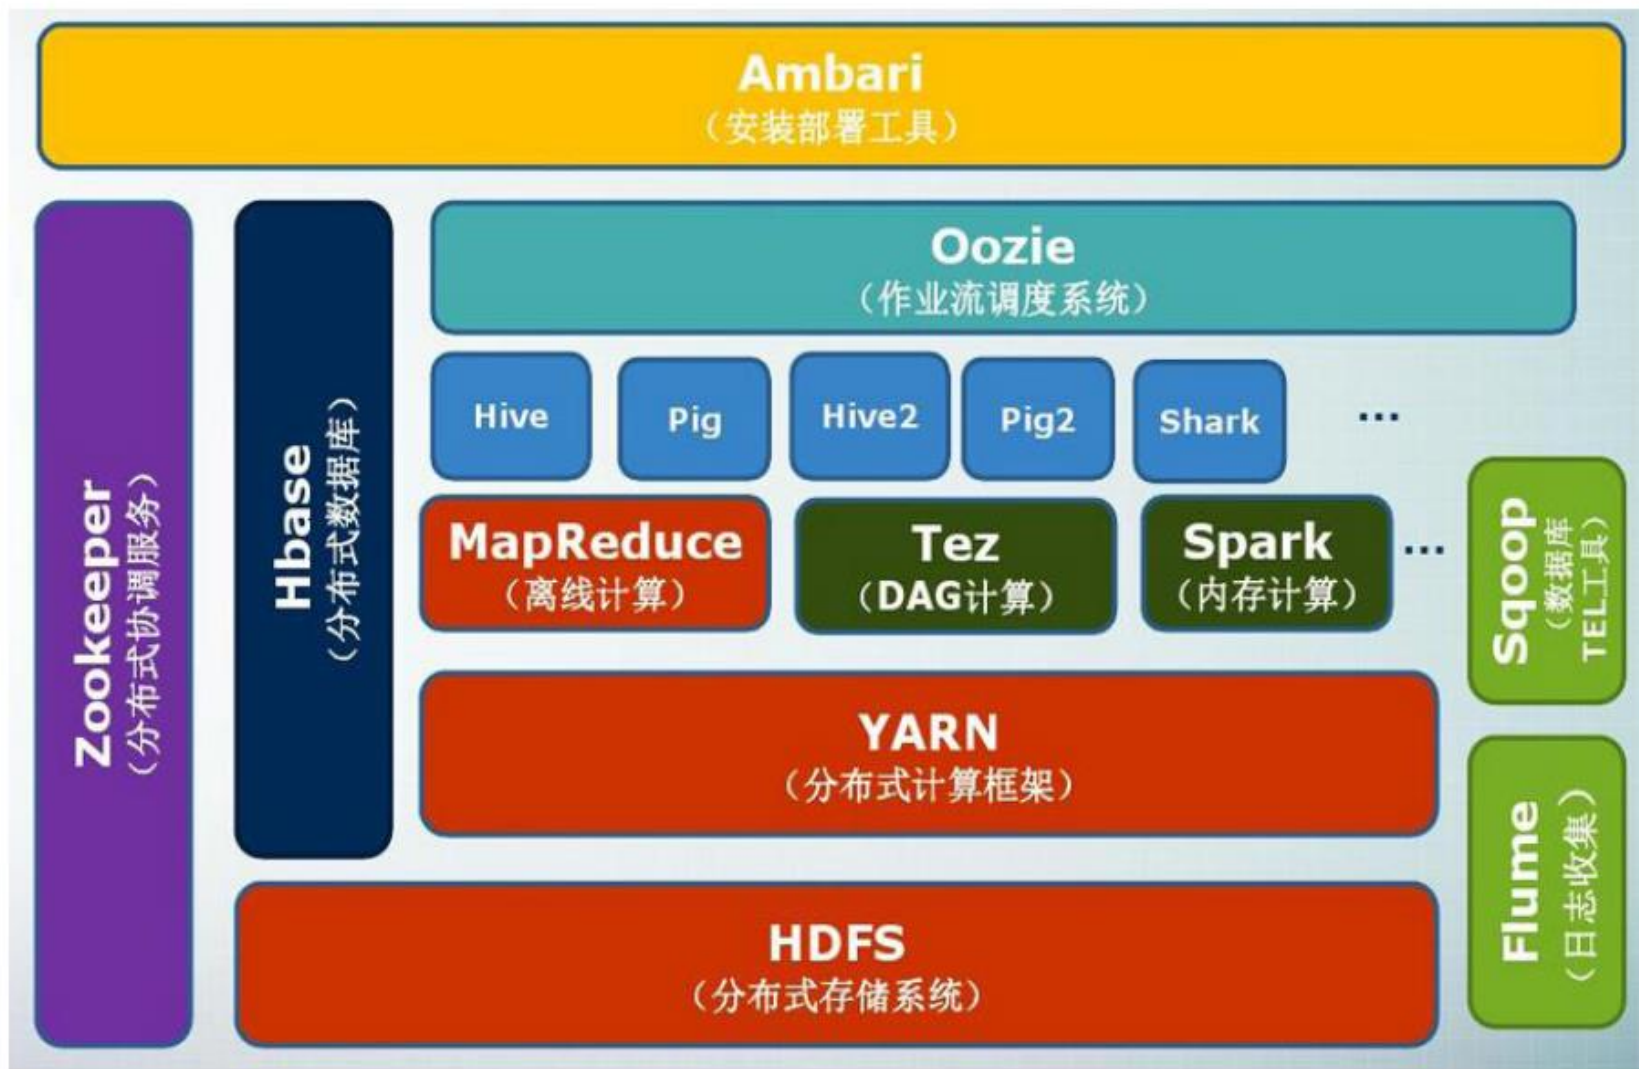 Ambari
（安装部署工具）
Zookeeper
（分布式协调服务）
Hbase
（分布式数据库）
Oozie
（作业流调度系统）
Hive
Pig
Hive2
Pig2
Shark
...
MapReduce
（离线计算）
Tez
（DAG计算）
Spark
（内存计算）
...
Sqoop
（数据库
TEL工具）
YARN
（分布式计算框架）
Flume
（日志收集）
HDFS
（分布式存储系统）